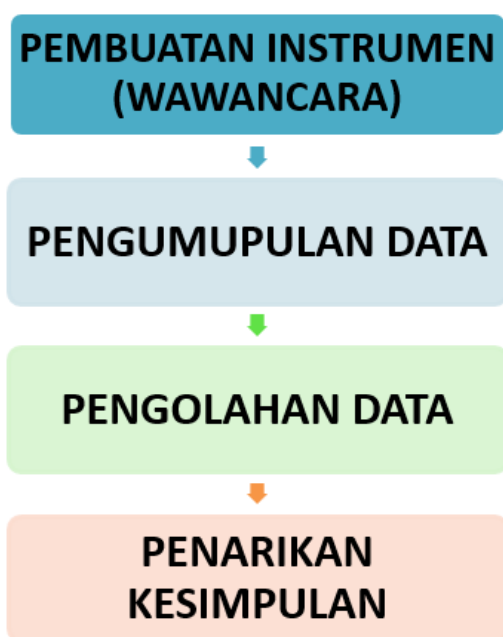 PEMBUATAN INSTRUMEN
(WAWANCARA)
PENGUMUPULAN DATA
PENGOLAHAN DATA
PENARIKAN
KESIMPULAN